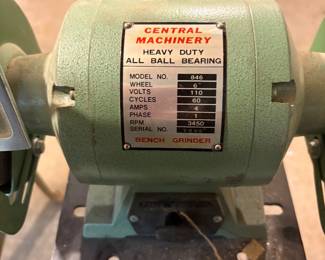 CENTRAL
MACHINERY
HEAVY DUTY
ALL BALL BEARING
MODEL NO. 846
WHEEL 6
VOLTS 110
CYCLES 60
AMPS 4
PHASE 1
RPM 3450
SERIAL NO.
BENCH GRINDER